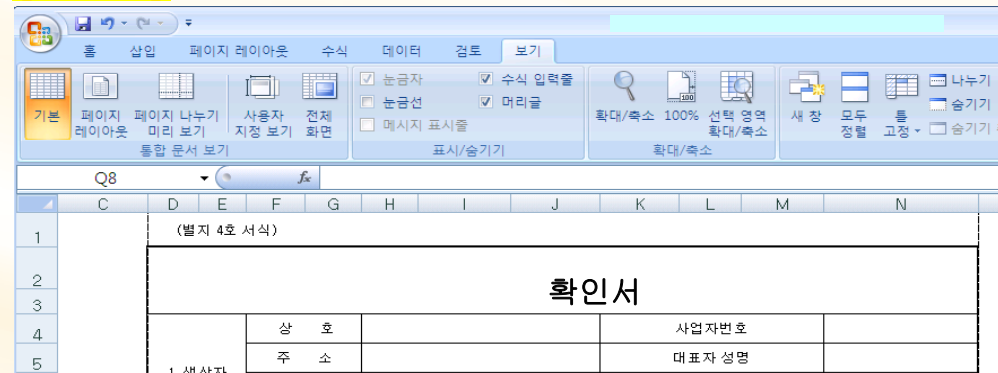 홈 삽입 페이지 레이아웃 수식 데이터 검토 보기
기본 페이지 레이아웃 페이지 나누기 미리 보기 사용자 지정 보기 전체 화면
통합 문서 보기
눈금자 수식 입력줄
눈금선 머리글
메시지 표시줄
표시/숨기기
확대/축소 100% 선택 영역 확대/축소
확대/축소
새 창 모두 정렬 틀 고정
나누기
숨기기
숨기기
Q8 fx
C D E F G H I J K L M N
1 (별지 4호 서식)
2
확인서
3
4 상 호 사업자번호
5 주 소 대표자 성명
1 생산자